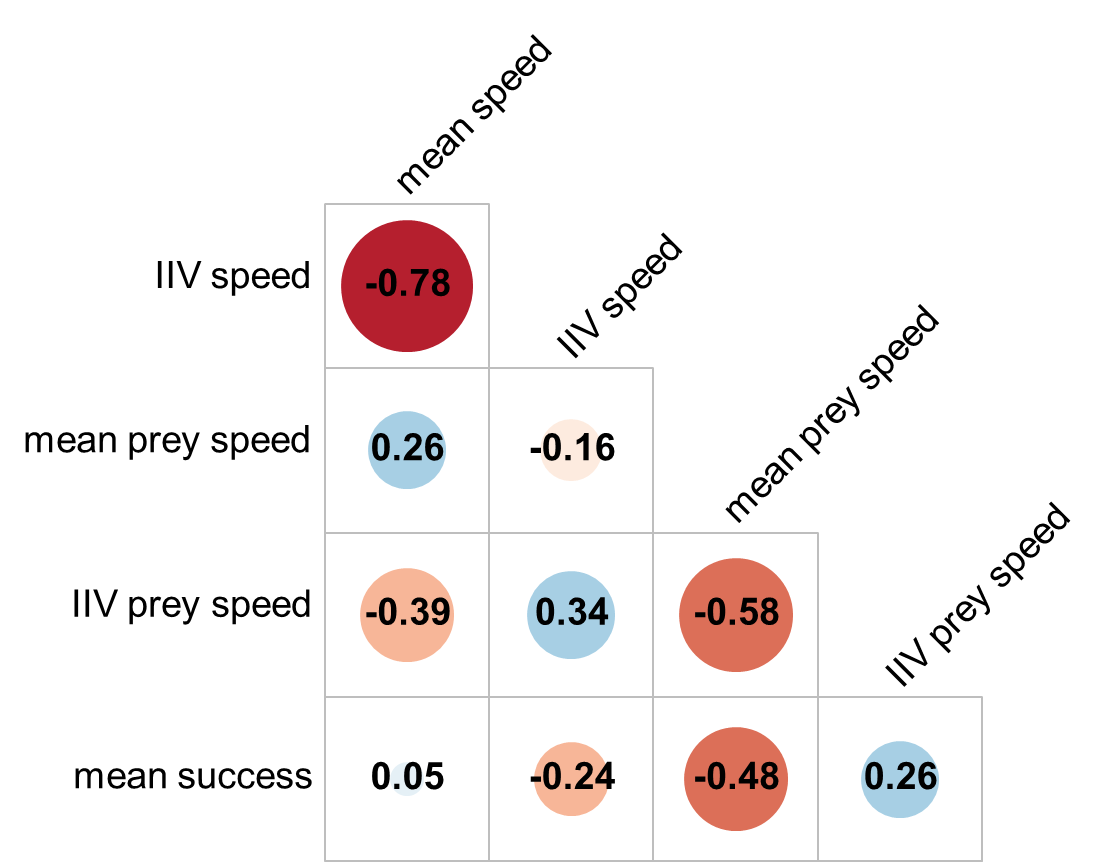 mean speed
IIV speed
-0.78
IIV speed
mean prey speed
0.26
-0.16
mean prey speed
IIV prey speed
-0.39
0.34
-0.58
IIV prey speed
mean success
0.05
-0.24
-0.48
0.26